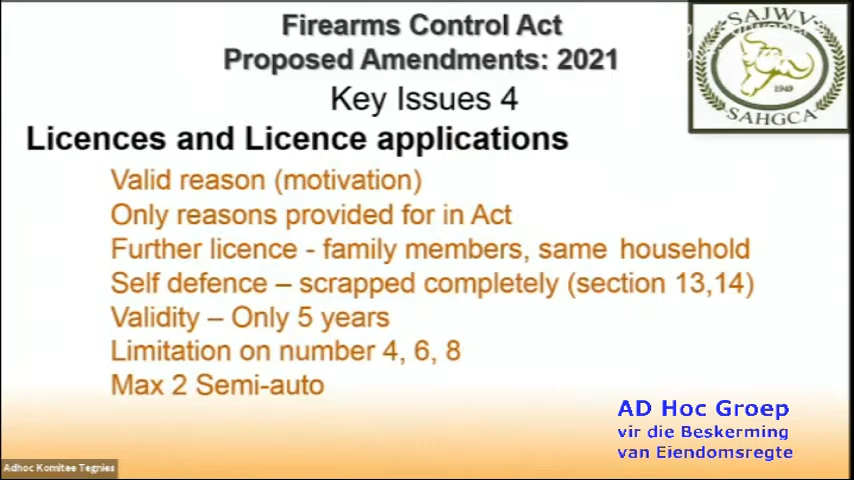 Firearms Control Act
Proposed Amendments: 2021
Key Issues 4
SAJWV
1949
SAHGCA
Licences and Licence applications
Valid reason (motivation)
Only reasons provided for in Act
Further licence - family members, same household
Self defence – scrapped completely (section 13,14)
Validity – Only 5 years
Limitation on number 4, 6, 8
Max 2 Semi-auto
AD Hoc Groep
vir die Beskerming
van Eiendomsregte
Adhoc Komitee Tegnies